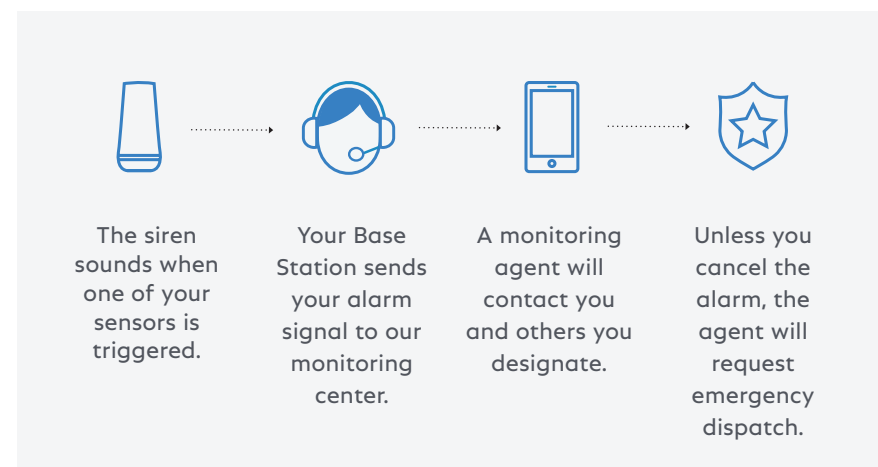 The siren
sounds when
one of your
sensors is
triggered.
Your Base
Station sends
your alarm
signal to our
monitoring
center.
A monitoring
agent will
contact you
and others you
designate.
Unless you
cancel the
alarm, the
agent will
request
emergency
dispatch.